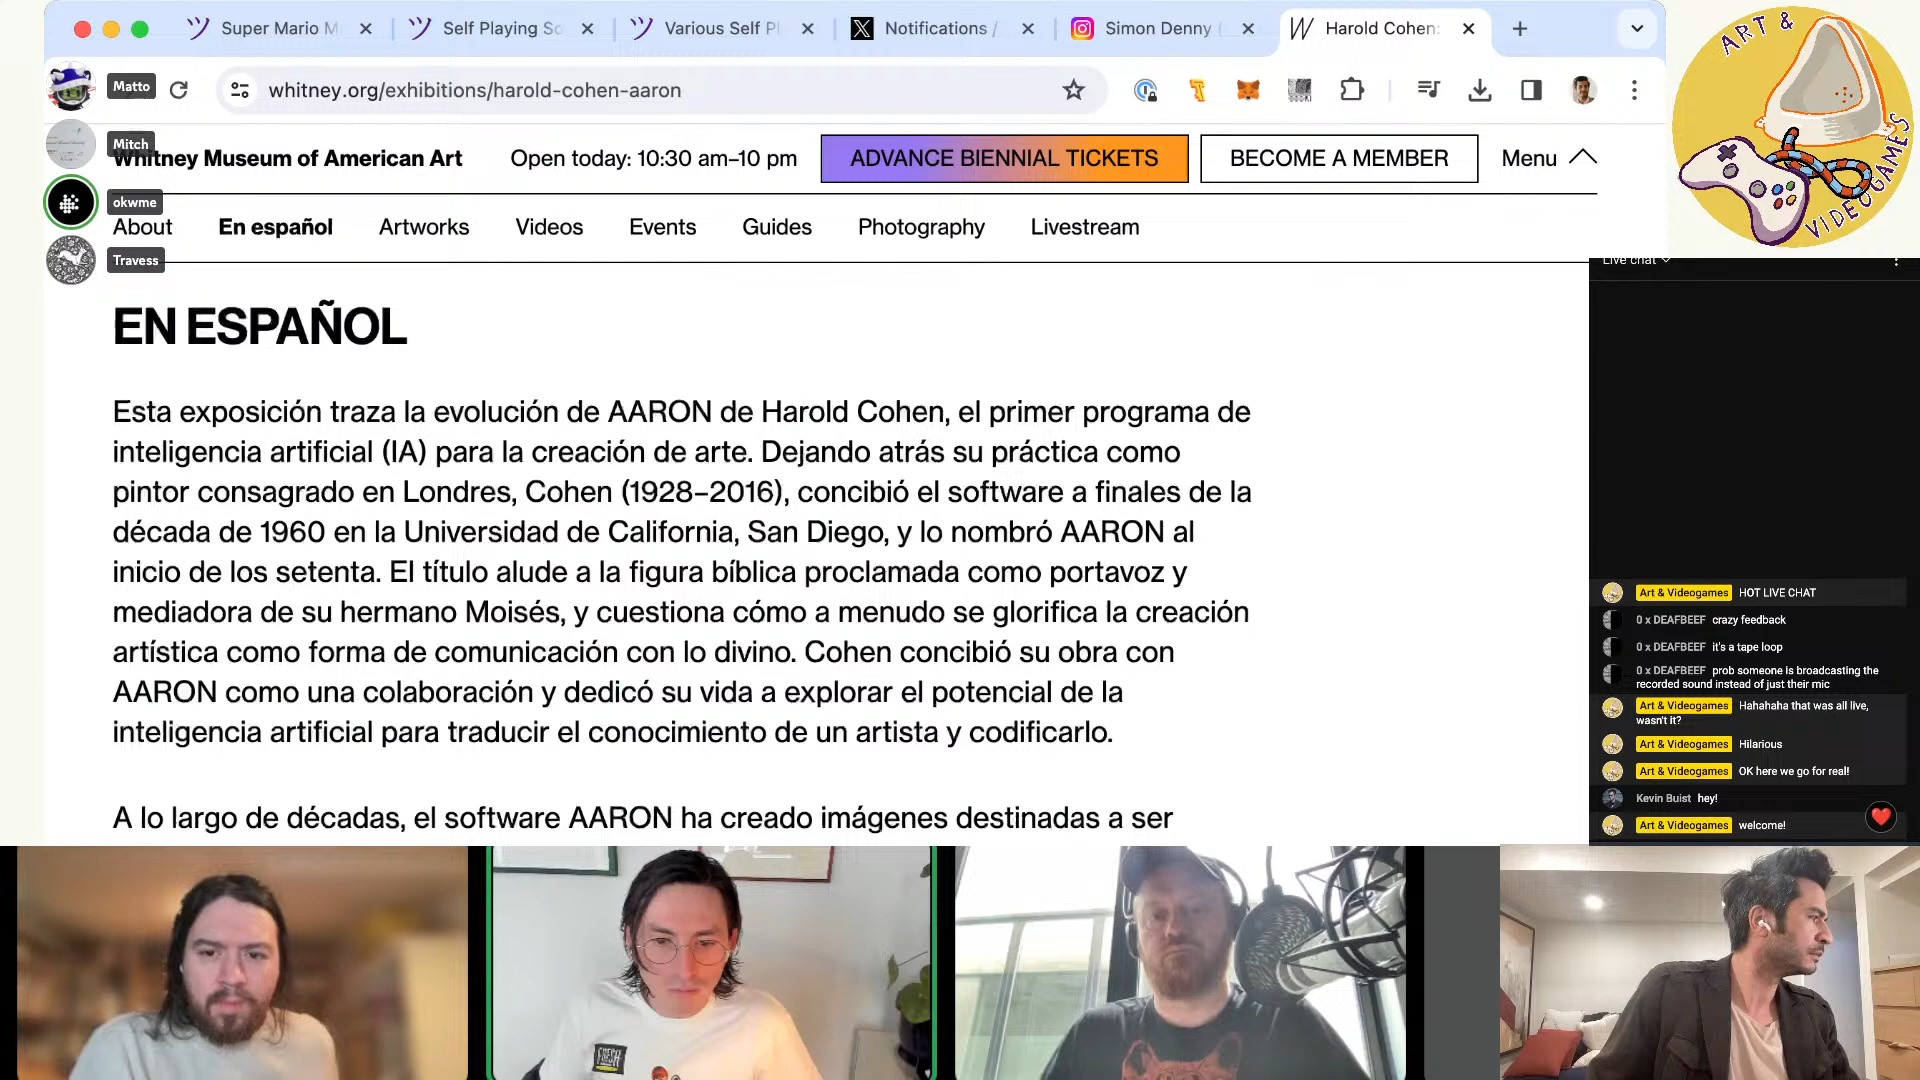 Super Mario M
Self Playing Sc
Various Self Pl
Notifications /
Simon Denny (
Harold Cohen:
Matto
whitney.org/exhibitions/harold-cohen-aaron
ART &
VIDEOGAMES
Mitch
Whitney Museum of American Art
Open today: 10:30 am–10 pm
ADVANCE BIENNIAL TICKETS
BECOME A MEMBER
Menu
okwme
About
En español
Artworks
Videos
Events
Guides
Photography
Livestream
Travess
Live chat
EN ESPAÑOL
Esta exposición traza la evolución de AARON de Harold Cohen, el primer programa de
inteligencia artificial (IA) para la creación de arte. Dejando atrás su práctica como
pintor consagrado en Londres, Cohen (1928–2016), concibió el software a finales de la
década de 1960 en la Universidad de California, San Diego, y lo nombró AARON al
inicio de los setenta. El título alude a la figura bíblica proclamada como portavoz y
mediadora de su hermano Moisés, y cuestiona cómo a menudo se glorifica la creación
artística como forma de comunicación con lo divino. Cohen concibió su obra con
AARON como una colaboración y dedicó su vida a explorar el potencial de la
inteligencia artificial para traducir el conocimiento de un artista y codificarlo.
A lo largo de décadas, el software AARON ha creado imágenes destinadas a ser
Art & Videogames HOT LIVE CHAT
0 x DEAFBEEF crazy feedback
0 x DEAFBEEF it's a tape loop
0 x DEAFBEEF prob someone is broadcasting the
recorded sound instead of just their mic
Art & Videogames Hahahaha that was all live,
wasn't it?
Art & Videogames Hilarious
Art & Videogames OK here we go for real!
Kevin Buist hey!
Art & Videogames welcome!
FRESH